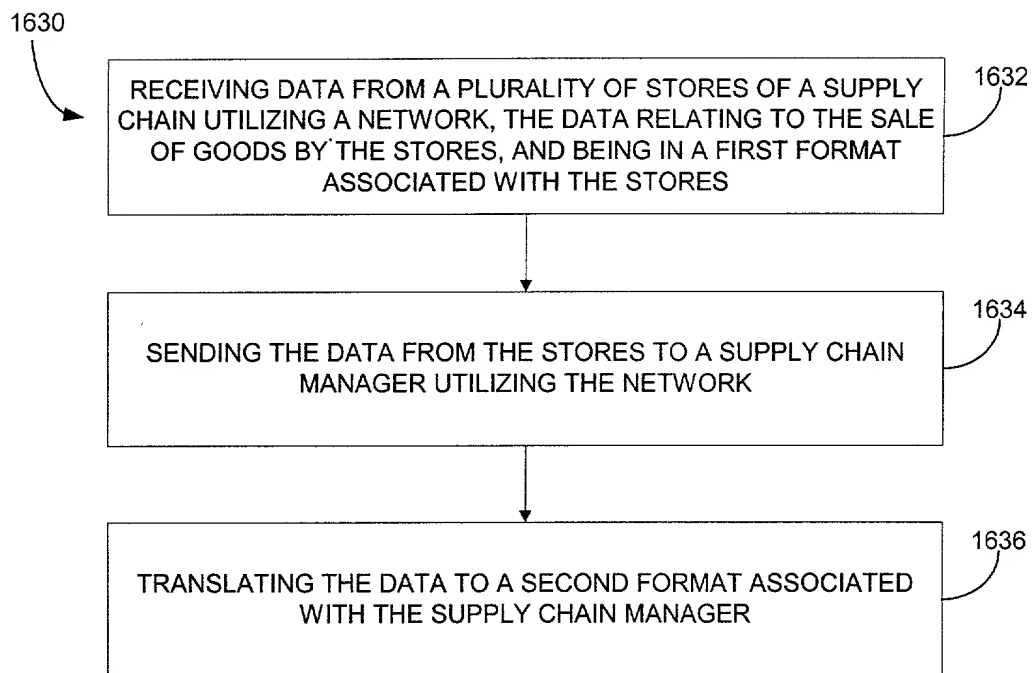 1630
RECEIVING DATA FROM A PLURALITY OF STORES OF A SUPPLY
CHAIN UTILIZING A NETWORK, THE DATA RELATING TO THE SALE
OF GOODS BY THE STORES, AND BEING IN A FIRST FORMAT
ASSOCIATED WITH THE STORES
1632
SENDING THE DATA FROM THE STORES TO A SUPPLY CHAIN
MANAGER UTILIZING THE NETWORK
1634
TRANSLATING THE DATA TO A SECOND FORMAT ASSOCIATED
WITH THE SUPPLY CHAIN MANAGER
1636